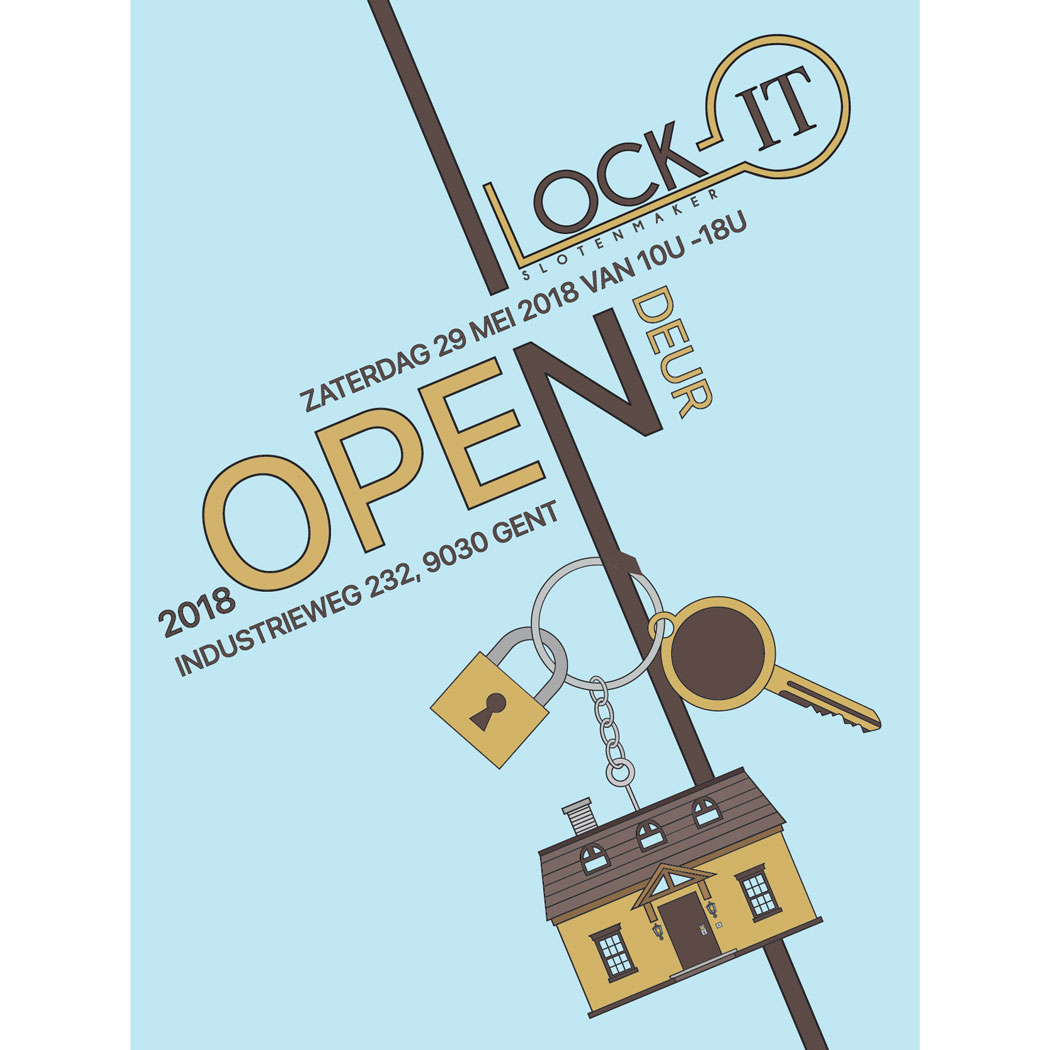 LOCK-IT
SLOTENMAKER
ZATERDAG 29 MEI 2018 VAN 10U -18U
OPEN
DEUR
2018
INDUSTRIEWEG 232, 9030 GENT